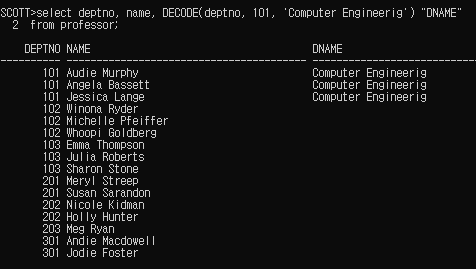 SCOTT>select deptno, name, DECODE(deptno, 101, 'Computer Engineerig') "DNAME"
  2  from professor;
    DEPTNO NAME                                     DNAME
---------- ---------------------------------------- -------------------
       101 Audie Murphy                             Computer Engineerig
       101 Angela Bassett                           Computer Engineerig
       101 Jessica Lange                            Computer Engineerig
       102 Winona Ryder
       102 Michelle Pfeiffer
       102 Whoopi Goldberg
       103 Emma Thompson
       103 Julia Roberts
       103 Sharon Stone
       201 Meryl Streep
       201 Susan Sarandon
       202 Nicole Kidman
       202 Holly Hunter
       203 Meg Ryan
       301 Andie Macdowell
       301 Jodie Foster